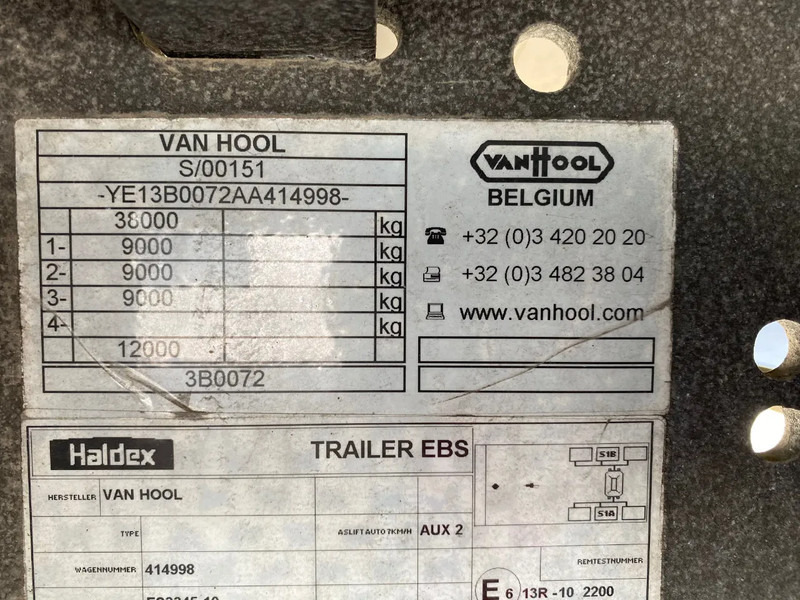 VAN HOOL
S/00151
-YE13B0072AA414998-
38000 kg
1- 9000 kg
2- 9000 kg
3- 9000 kg
4- kg
12000
3B0072
VANHOOL
BELGIUM
+32 (0)3 420 20 20
+32 (0)3 482 38 04
www.vanhool.com
Haldex TRAILER EBS
S1B
S1A
HERSTELLER VAN HOOL
TYPE
ASLIFT AUTO 7KM/H AUX 2
WAGENNUMMER 414998
REMTESTNUMMER
E 6 13R -10 2200